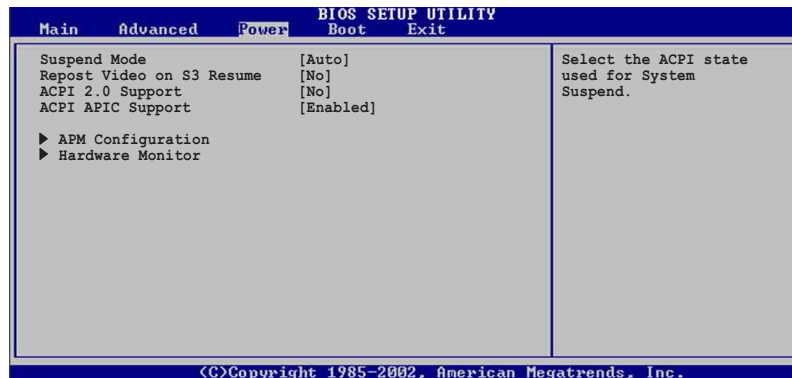 BIOS SETUP UTILITY
Main Advanced Power Boot Exit
Suspend Mode [Auto]
Repost Video on S3 Resume [No]
ACPI 2.0 Support [No]
ACPI APIC Support [Enabled]
APM Configuration
Hardware Monitor
Select the ACPI state
used for System
Suspend.
(C)Copyright 1985-2002, American Megatrends, Inc.